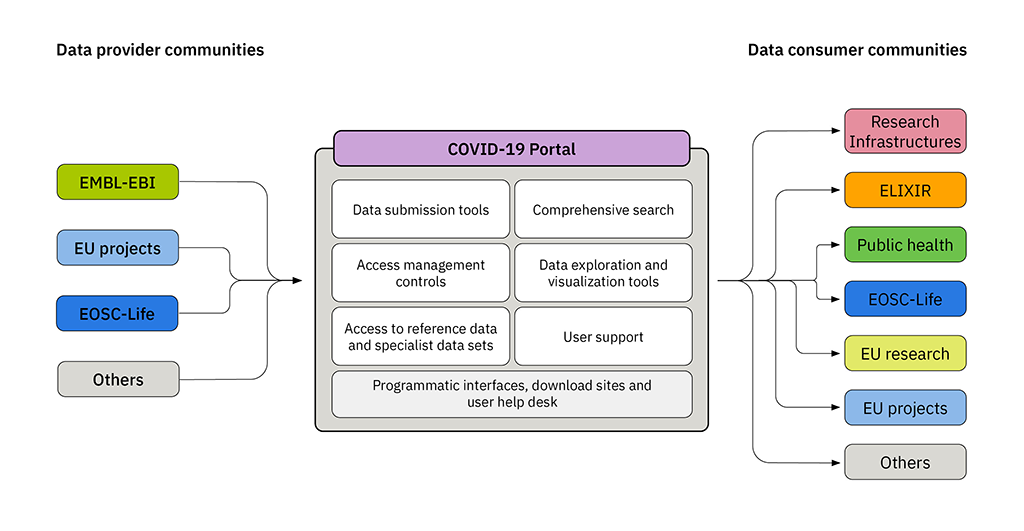 Data provider communities
Data consumer communities
EMBL-EBI
EU projects
EOSC-Life
Others
COVID-19 Portal
Data submission tools
Comprehensive search
Access management
controls
Data exploration and
visualization tools
Access to reference data
and specialist data sets
User support
Programmatic interfaces, download sites and
user help desk
Research
Infrastructures
ELIXIR
Public health
EOSC-Life
EU research
EU projects
Others